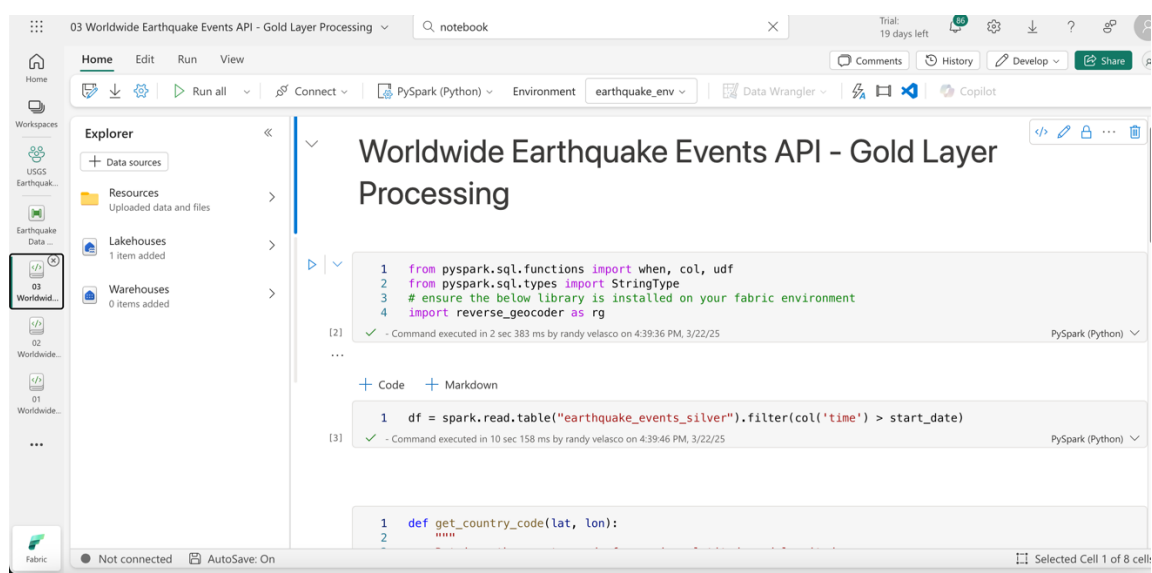 03 Worldwide Earthquake Events API - Gold Layer Processing
notebook
Trial:
19 days left
86
Home Edit Run View
Comments History Develop Share
Run all Connect PySpark (Python) Environment earthquake_env Data Wrangler Copilot
Home
Workspaces
USGS
Earthquak...
Earthquake
Data ...
03
Worldwid...
02
Worldwide...
01
Worldwide...
Fabric
Explorer
Data sources
Resources
Uploaded data and files
Lakehouses
1 item added
Warehouses
0 items added
Worldwide Earthquake Events API - Gold Layer
Processing
1 from pyspark.sql.functions import when, col, udf
2 from pyspark.sql.types import StringType
3 # ensure the below library is installed on your fabric environment
4 import reverse_geocoder as rg
[2] - Command executed in 2 sec 383 ms by randy velasco on 4:39:36 PM, 3/22/25 PySpark (Python)
+ Code + Markdown
1 df = spark.read.table("earthquake_events_silver").filter(col('time') > start_date)
[3] - Command executed in 10 sec 158 ms by randy velasco on 4:39:46 PM, 3/22/25 PySpark (Python)
1 def get_country_code(lat, lon):
2 """
Not connected AutoSave: On Selected Cell 1 of 8 cells